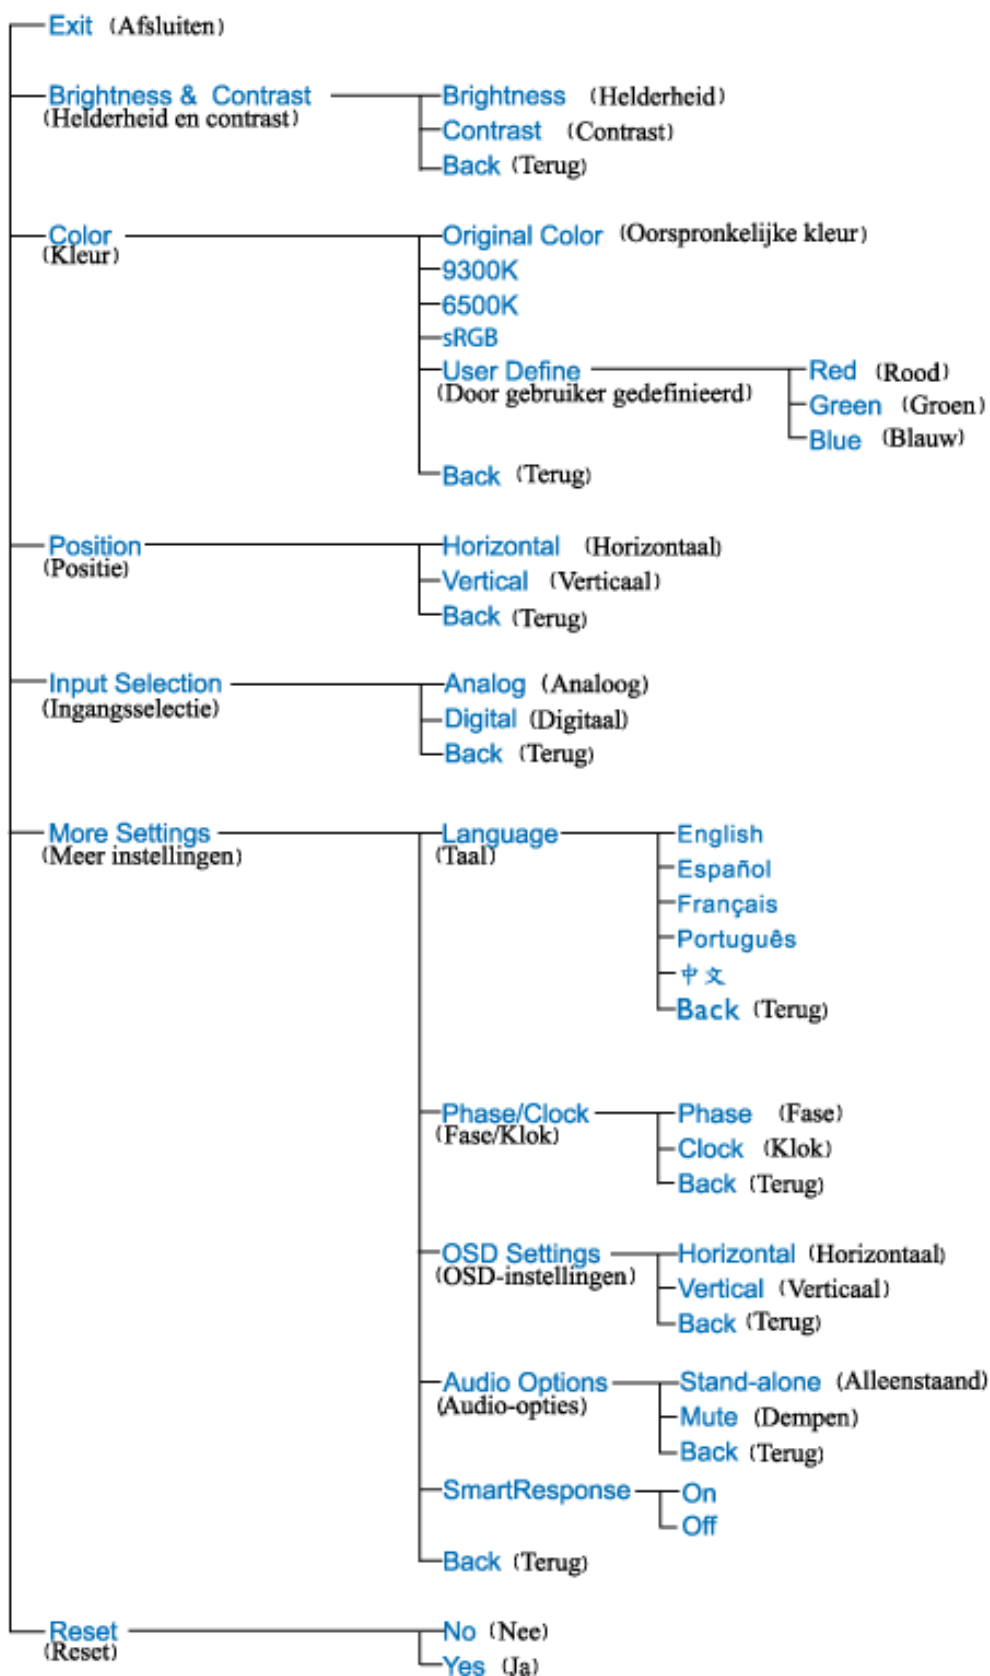 Exit (Afsluiten)
Brightness & Contrast
(Helderheid en contrast)
Brightness (Helderheid)
Contrast (Contrast)
Back (Terug)
Color
(Kleur)
Original Color (Oorspronkelijke kleur)
9300K
6500K
sRGB
User Define
(Door gebruiker gedefinieerd)
Red (Rood)
Green (Groen)
Blue (Blauw)
Back (Terug)
Position
(Positie)
Horizontal (Horizontaal)
Vertical (Verticaal)
Back (Terug)
Input Selection
(Ingangsselectie)
Analog (Analoog)
Digital (Digitaal)
Back (Terug)
More Settings
(Meer instellingen)
Language
(Taal)
English
Español
Français
Português
中文
Back (Terug)
Phase/Clock
(Fase/Klok)
Phase (Fase)
Clock (Klok)
Back (Terug)
OSD Settings
(OSD-instellingen)
Horizontal (Horizontaal)
Vertical (Verticaal)
Back (Terug)
Audio Options
(Audio-opties)
Stand-alone (Alleenstaand)
Mute (Dempen)
Back (Terug)
SmartResponse
On
Off
Back (Terug)
Reset
(Reset)
No (Nee)
Yes (Ja)